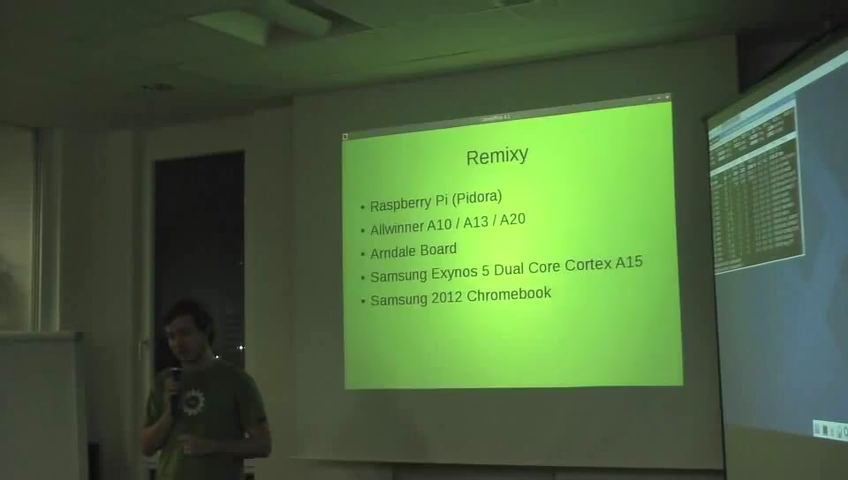 Remixy
• Raspberry Pi (Pidora)
• Allwinner A10 / A13 / A20
• Arndale Board
• Samsung Exynos 5 Dual Core Cortex A15
• Samsung 2012 Chromebook